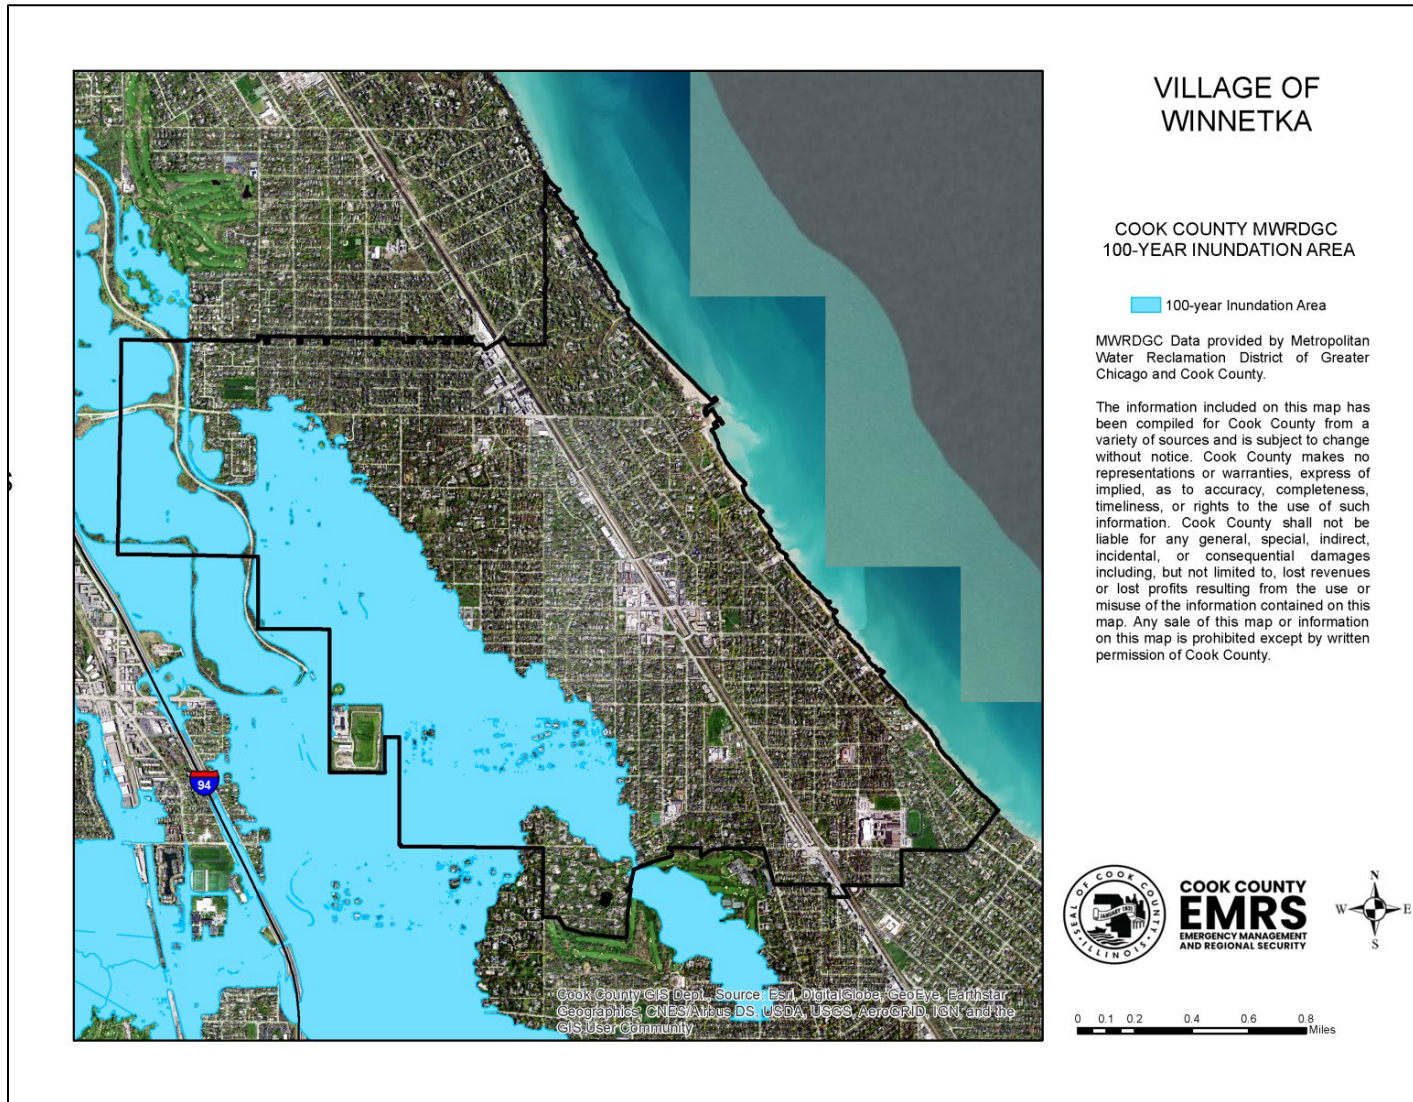 VILLAGE OF
WINNETKA
COOK COUNTY MWRDGC
100-YEAR INUNDATION AREA
100-year Inundation Area
MWRDGC Data provided by Metropolitan
Water Reclamation District of Greater
Chicago and Cook County.
The information included on this map has
been compiled for Cook County from a
variety of sources and is subject to change
without notice. Cook County makes no
representations or warranties, express of
implied, as to accuracy, completeness,
timeliness, or rights to the use of such
information. Cook County shall not be
liable for any general, special, indirect,
incidental, or consequential damages
including, but not limited to, lost revenues
or lost profits resulting from the use or
misuse of the information contained on this
map. Any sale of this map or information
on this map is prohibited except by written
permission of Cook County.
94
SEAL OF COOK COUNTY
JANUARY 1831
ILLINOIS
COOK COUNTY
EMRS
EMERGENCY MANAGEMENT
AND REGIONAL SECURITY
N
W E
S
Cook County GIS Dept., Source: Esri, DigitalGlobe, GeoEye, Earthstar
Geographics, CNES/Airbus DS, USDA, USGS, AeroGRID, IGN, and the
GIS User Community
0 0.1 0.2 0.4 0.6 0.8
Miles